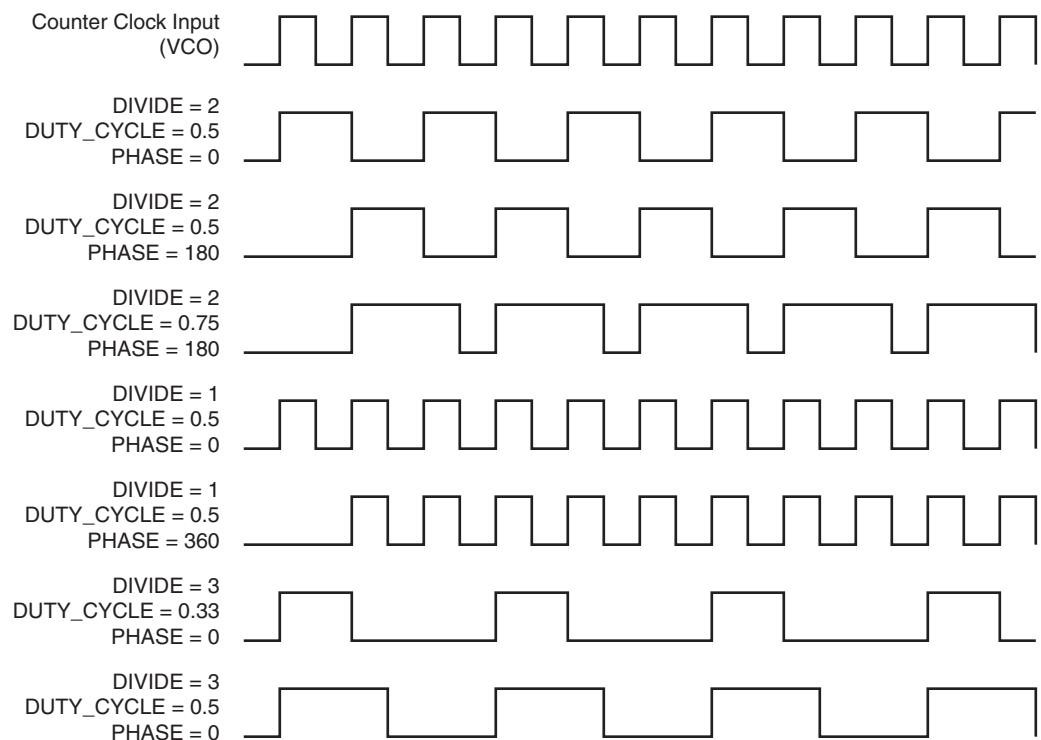 Counter Clock Input
(VCO)
DIVIDE = 2
DUTY_CYCLE = 0.5
PHASE = 0
DIVIDE = 2
DUTY_CYCLE = 0.5
PHASE = 180
DIVIDE = 2
DUTY_CYCLE = 0.75
PHASE = 180
DIVIDE = 1
DUTY_CYCLE = 0.5
PHASE = 0
DIVIDE = 1
DUTY_CYCLE = 0.5
PHASE = 360
DIVIDE = 3
DUTY_CYCLE = 0.33
PHASE = 0
DIVIDE = 3
DUTY_CYCLE = 0.5
PHASE = 0